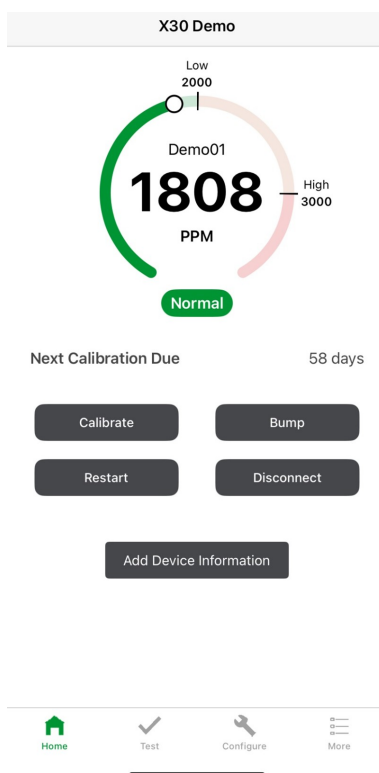 X30 Demo
Low
2000
Demo01
1808
PPM
High
3000
Normal
Next Calibration Due 58 days
Calibrate Bump
Restart Disconnect
Add Device Information
Home Test Configure More